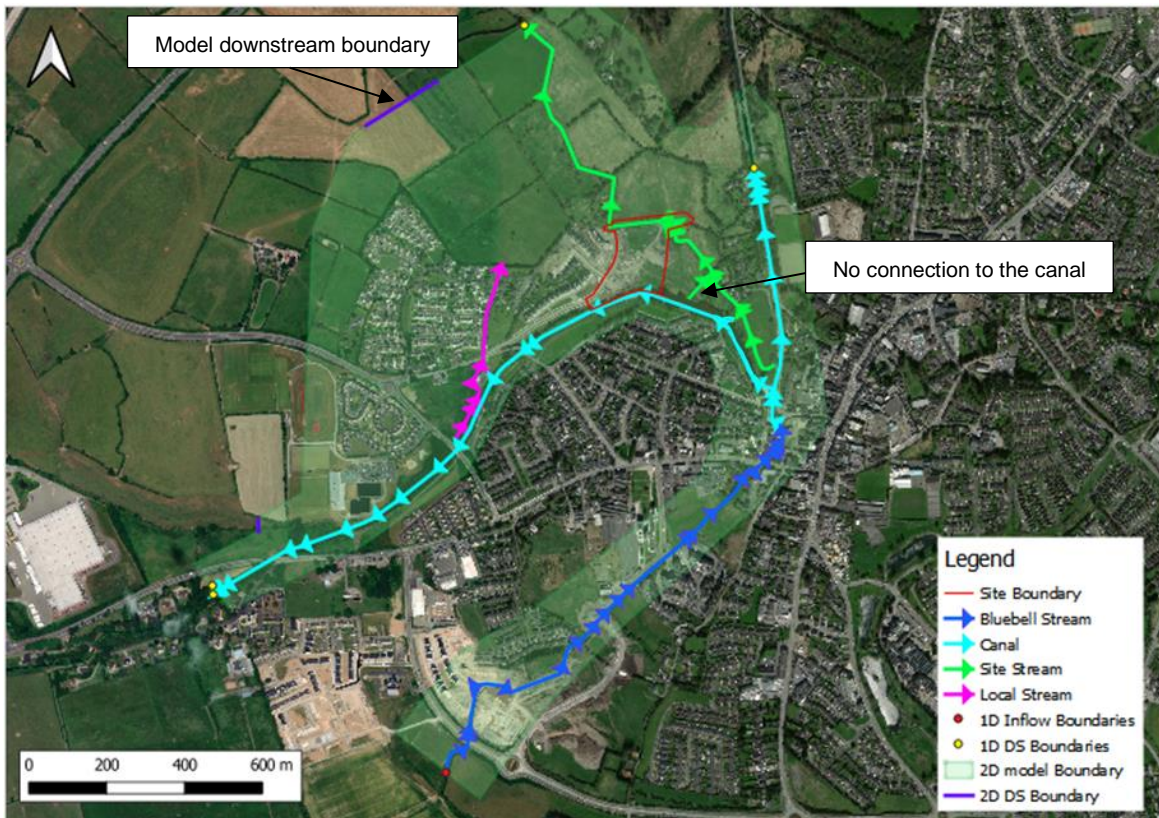 Model downstream boundary
No connection to the canal
Legend
Site Boundary
Bluebell Stream
Canal
Site Stream
Local Stream
1D Inflow Boundaries
1D DS Boundaries
2D model Boundary
2D DS Boundary
0 200 400 600 m